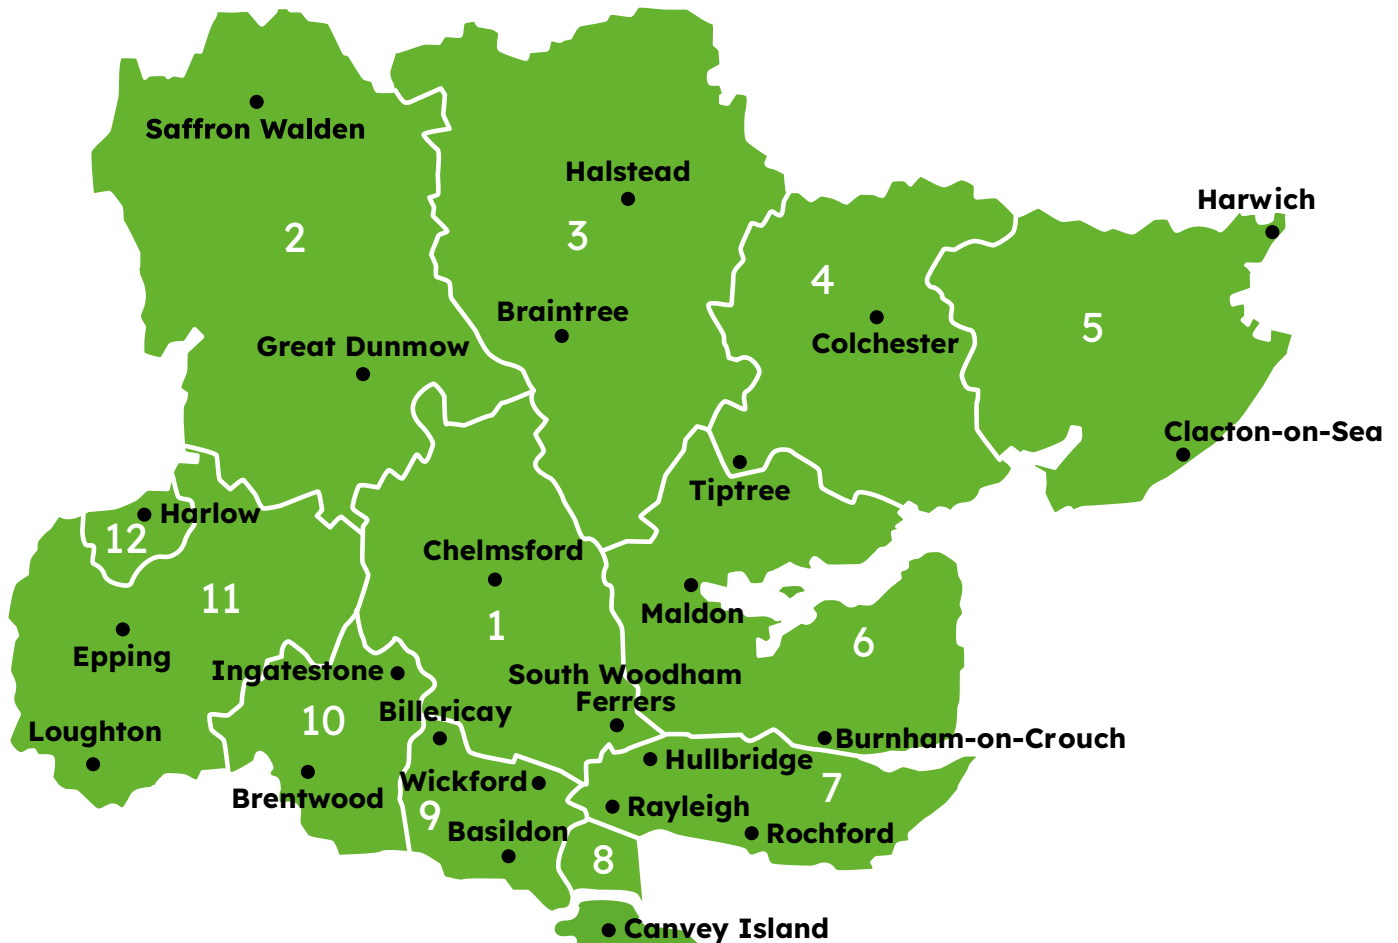 Saffron Walden
Halstead
Harwich
2
3
4
Braintree
5
Colchester
Great Dunmow
Clacton-on-Sea
Tiptree
Harlow
12
Chelmsford
11
Maldon
1
6
Epping
Ingatestone
South Woodham
Ferrers
Billericay
10
Loughton
Burnham-on-Crouch
Hullbridge
Wickford
7
Brentwood
Rayleigh
9
Basildon
Rochford
8
Canvey Island